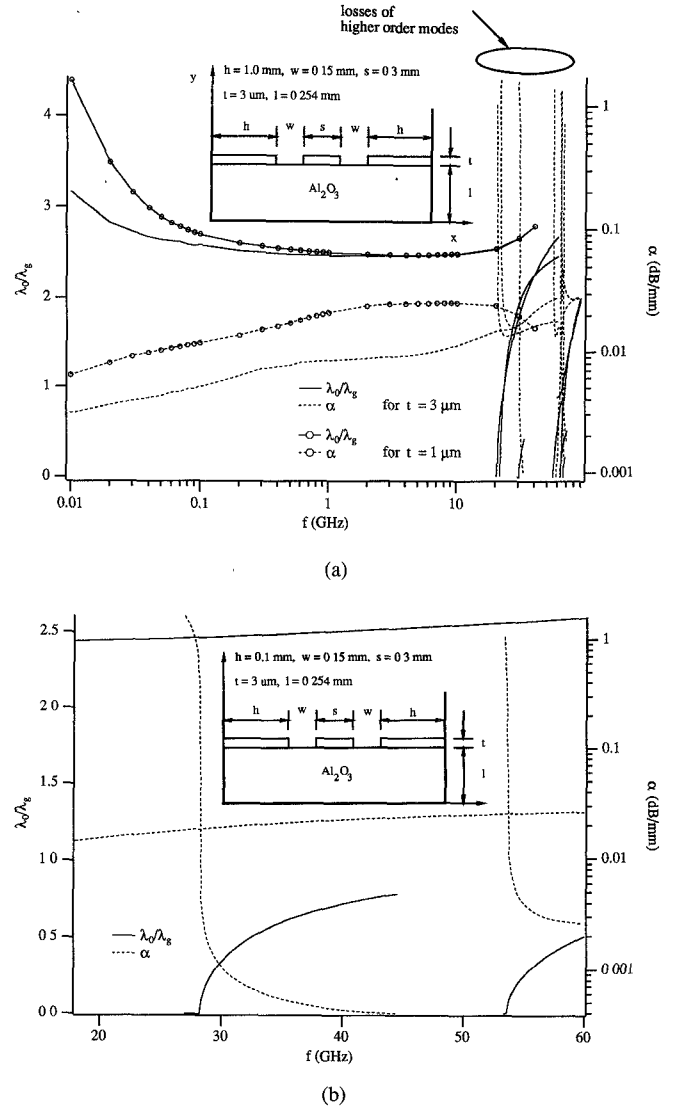 losses of
higher order modes
y
h = 1.0 mm, w = 0 15 mm, s = 0 3 mm
t = 3 um, l = 0 254 mm
h w s w h
t
Al₂O₃
l
x
4
3
2
1
0
λ₀/λg
1
0.1
0.01
0.001
α (dB/mm)
λ₀/λg
α for t = 3 μm
λ₀/λg
α for t = 1 μm
0.01 0.1 1 10
f (GHz)
(a)
2.5
2 0
1.5
1 0
0 5
0 0
λ₀/λg
h = 0.1 mm, w = 0 15 mm, s = 0 3 mm
t = 3 um, l = 0 254 mm
h w s w h
t
Al₂O₃
l
1
0.1
0.01
0 001
α (dB/mm)
λ₀/λg
α
20 30 40 50 60
f (GHz)
(b)